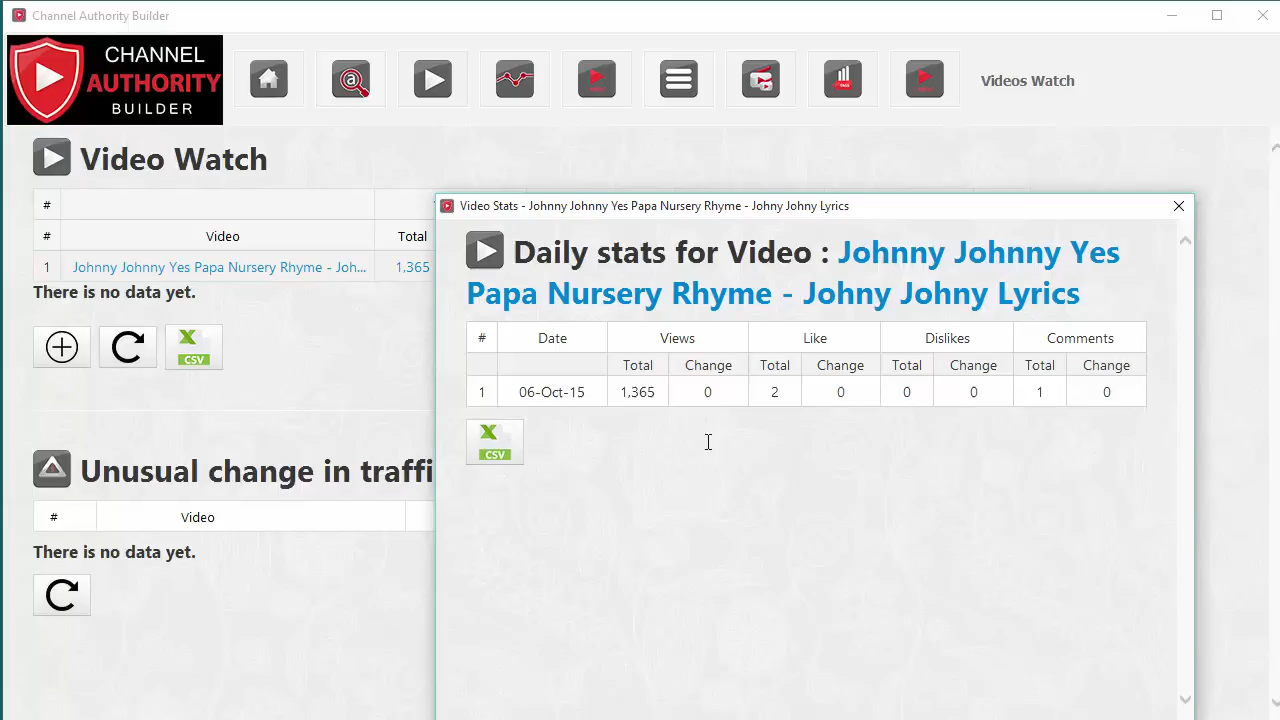 Channel Authority Builder
CHANNEL
AUTHORITY
BUILDER
Videos Watch
Video Watch
#
# Video Total
1 Johnny Johnny Yes Papa Nursery Rhyme - Joh... 1,365
There is no data yet.
CSV
Unusual change in traffi
# Video
There is no data yet.
Video Stats - Johnny Johnny Yes Papa Nursery Rhyme - Johny Johny Lyrics
Daily stats for Video : Johnny Johnny Yes
Papa Nursery Rhyme - Johny Johny Lyrics
# Date Views Like Dislikes Comments
Total Change Total Change Total Change Total Change
1 06-Oct-15 1,365 0 2 0 0 0 1 0
CSV